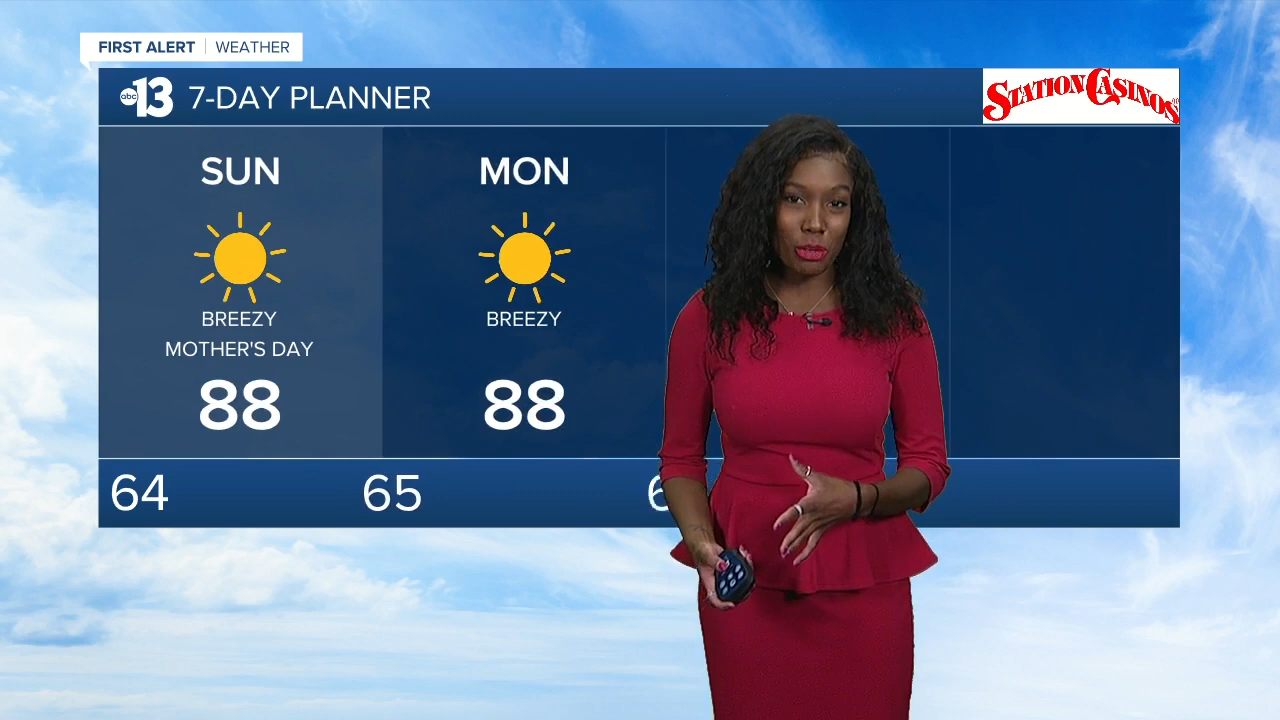 FIRST ALERT | WEATHER
abc 13 7-DAY PLANNER
STATION CASINOS
SUN
MON
BREEZY
BREEZY
MOTHER'S DAY
88
88
64
65